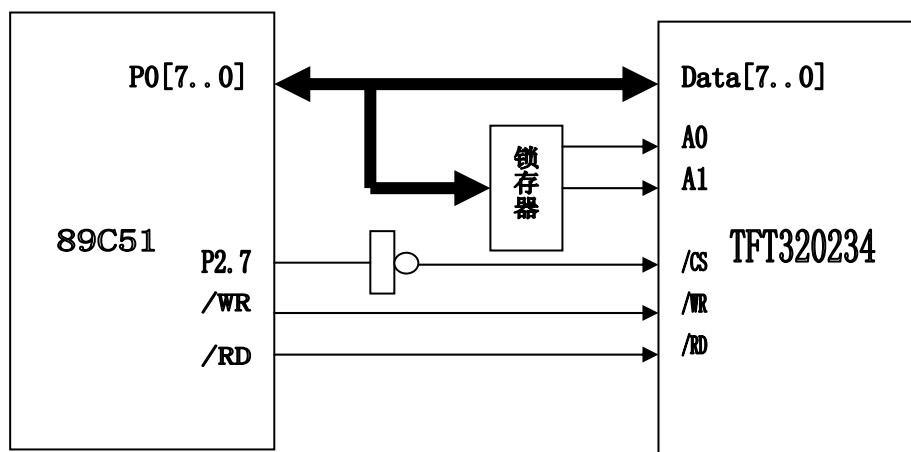 P0[7..0]
Data[7..0]
锁存器
A0
A1
89C51
TFT320234
P2.7
/CS
/WR
/WR
/RD
/RD